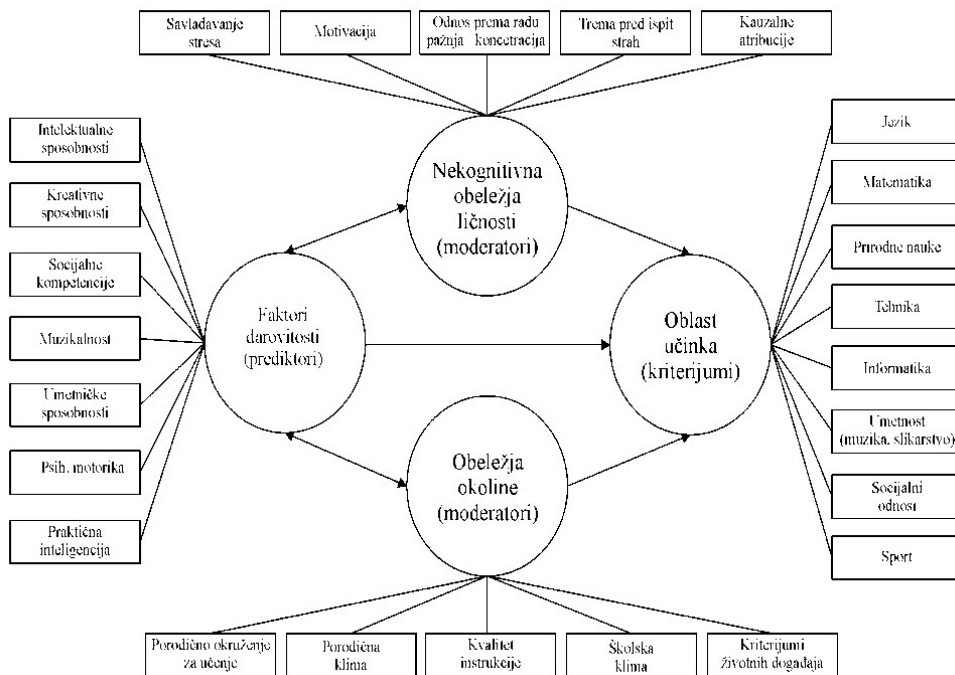 Savladavanje
stresa
Motivacija
Odnos prema radu
pažnja koncetracija
Trema pred ispit
strah
Kauzalne
atribucije
Intelektualne
sposobnosti
Kreativne
sposobnosti
Socijalne
kompetencije
Muzikalnost
Umetničke
sposobnosti
Psih. motorika
Praktična
inteligencija
Nekognitivna
obeležja
ličnosti
(moderatori)
Faktori
darovitosti
(prediktori)
Oblast
učinka
(kriterijumi)
Obeležja
okoline
(moderatori)
Jezik
Matematika
Prirodne nauke
Tehnika
Informatika
Umetnost
(muzika, slikarstvo)
Socijalni
odnosi
Sport
Porodično okruženje
za učenje
Porodična
klima
Kvalitet
instrukcije
Školska
klima
Kriterijumi
životnih događaja